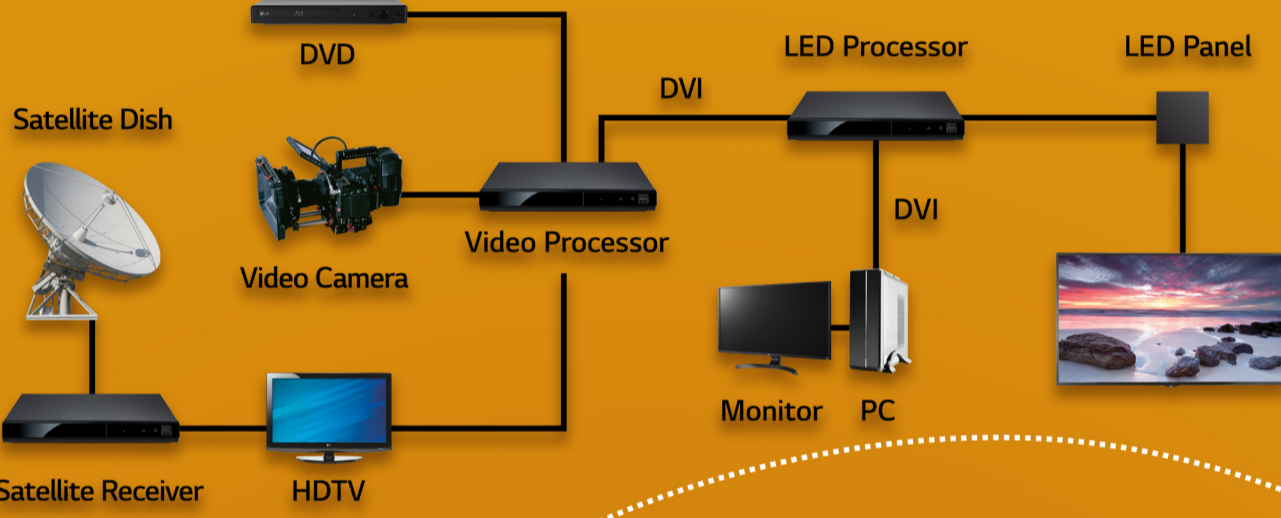 DVD
LED Processor
LED Panel
DVI
Satellite Dish
DVI
Video Processor
Video Camera
Monitor
PC
Satellite Receiver
HDTV